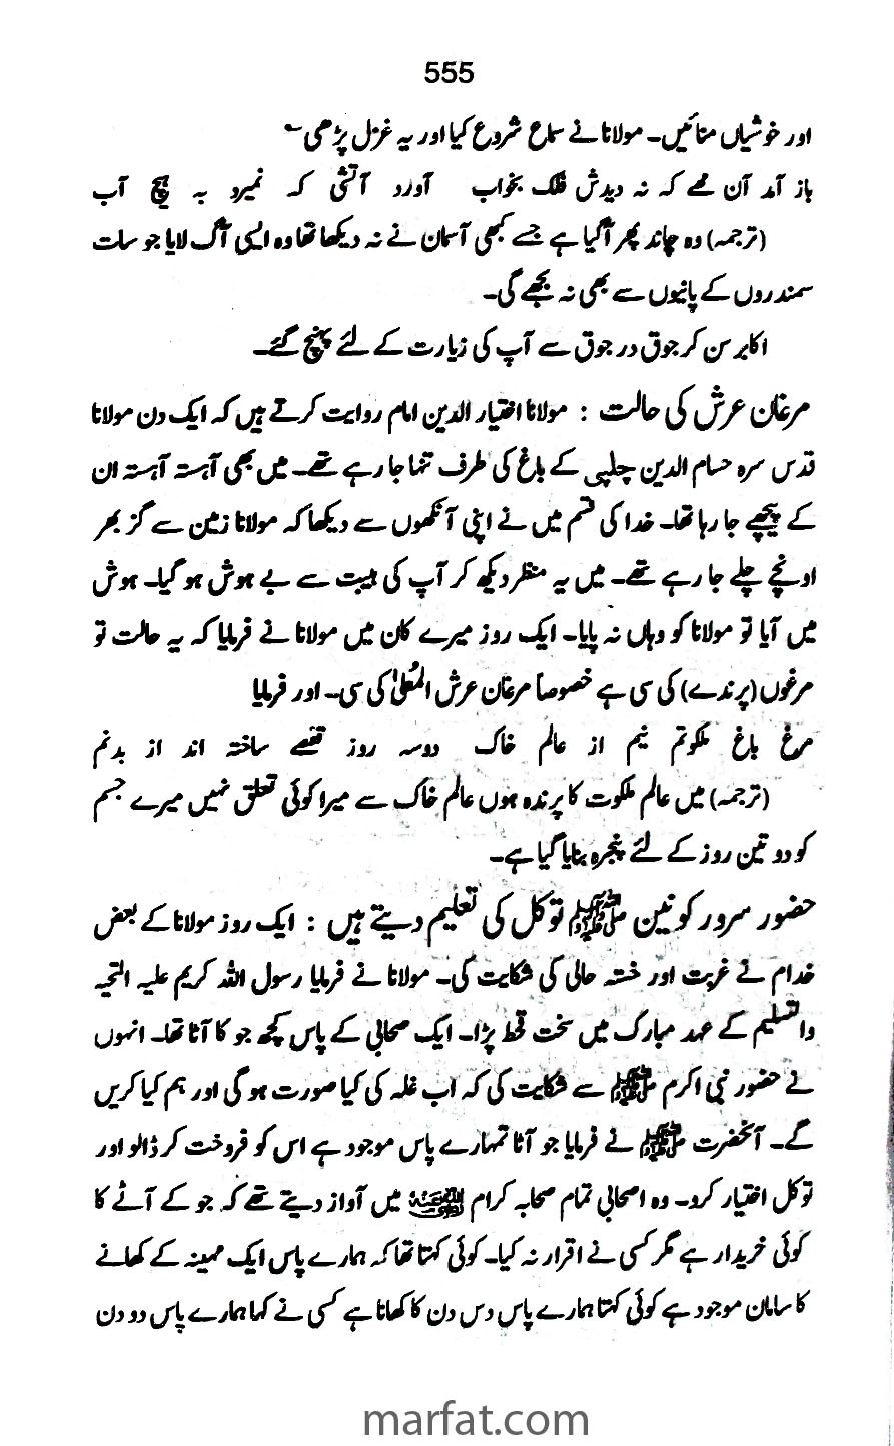 555
اور خوشیاں منائیں۔ مولانا نے سماع شروع کیا اور یہ غزل پڑھی؎
باز آمد آن مہے کہ نہ دیدش فلک بخواب آورد آتشی کہ نمیرد بہ ہیچ آب
(ترجمہ) وہ چاند پھر آگیا ہے جسے کبھی آسمان نے نہ دیکھا تھا وہ ایسی آگ لایا جو سات
سمندروں کے پانیوں سے بھی نہ بجھے گی۔
اکابر سن کر جوق در جوق سے آپ کی زیارت کے لئے پہنچ گئے۔
مرغان عرش کی حالت : مولانا اختیار الدین امام روایت کرتے ہیں کہ ایک دن مولانا
قدس سرہ حسام الدین چلپی کے باغ کی طرف تنہا جا رہے تھے۔ میں بھی آہستہ آہستہ ان
کے پیچھے جا رہا تھا۔ خدا کی قسم میں نے اپنی آنکھوں سے دیکھا کہ مولانا زمین سے گز بھر
اونچے چلے جا رہے تھے۔ میں یہ منظر دیکھ کر آپ کی ہیبت سے بے ہوش ہو گیا۔ ہوش
میں آیا تو مولانا کو وہاں نہ پایا۔ ایک روز میرے کان میں مولانا نے فرمایا کہ یہ حالت تو
مرغوں (پرندے) کی سی ہے خصوصا مرغان عرش المُعلیٰ کی سی۔ اور فرمایا
مرغ باغ ملکوتم نیم از عالم خاک دوسہ روز قفسے ساختہ اند از بدنم
(ترجمہ) میں عالم ملکوت کا پرندہ ہوں عالم خاک سے میرا کوئی تعلق نہیں میرے جسم
کو دو تین روز کے لئے پنجرہ بنایا گیا ہے۔
حضور سرور کونین ﷺ توکل کی تعلیم دیتے ہیں : ایک روز مولانا کے بعض
خدام نے غربت اور خستہ حالی کی شکایت کی۔ مولانا نے فرمایا رسول اللہ کریم علیہ التحیہ
والتسلیم کے عہد مبارک میں سخت قحط پڑا۔ ایک صحابی کے پاس کچھ جو کا آٹا تھا۔ انہوں
نے حضور نبی اکرم ﷺ سے شکایت کی کہ اب غلہ کی کیا صورت ہو گی اور ہم کیا کریں
گے۔ آنحضرت ﷺ نے فرمایا جو آٹا تمہارے پاس موجود ہے اس کو فروخت کر ڈالو اور
توکل اختیار کرو۔ وہ اصحابی تمام صحابہ کرام میں آواز دیتے تھے کہ جو کے آٹے کا
کوئی خریدار ہے مگر کسی نے اقرار نہ کیا۔ کوئی کہتا تھا کہ ہمارے پاس ایک مہینہ کے کھانے
کا سامان موجود ہے کوئی کہتا ہمارے پاس دس دن کا کھانا ہے کسی نے کہا ہمارے پاس دو دن
marfat.com